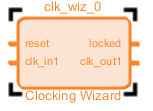 clk_wiz_0
reset locked
clk_in1 clk_out1
Clocking Wizard